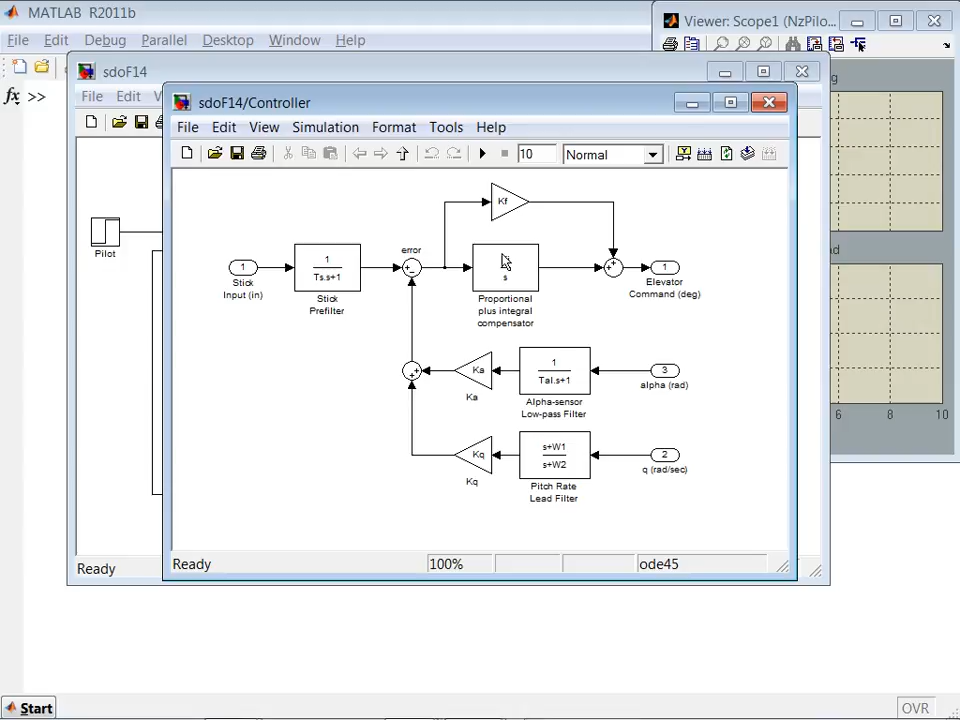 MATLAB R2011b
File Edit Debug Parallel Desktop Window Help
fx >>
Viewer: Scope1 (NzPilo...
6 8 10
sdoF14
File Edit V
Pilot
Ready
sdoF14/Controller
File Edit View Simulation Format Tools Help
10 Normal
Kf
error
1
Stick
Input (in)
1
Ts.s+1
Stick
Prefilter
s
Proportional
plus integral
compensator
1
Elevator
Command (deg)
Ka
Ka
1
Tal.s+1
Alpha-sensor
Low-pass Filter
3
alpha (rad)
Kq
Kq
s+W1
s+W2
Pitch Rate
Lead Filter
2
q (rad/sec)
Ready 100% ode45
Start
OVR